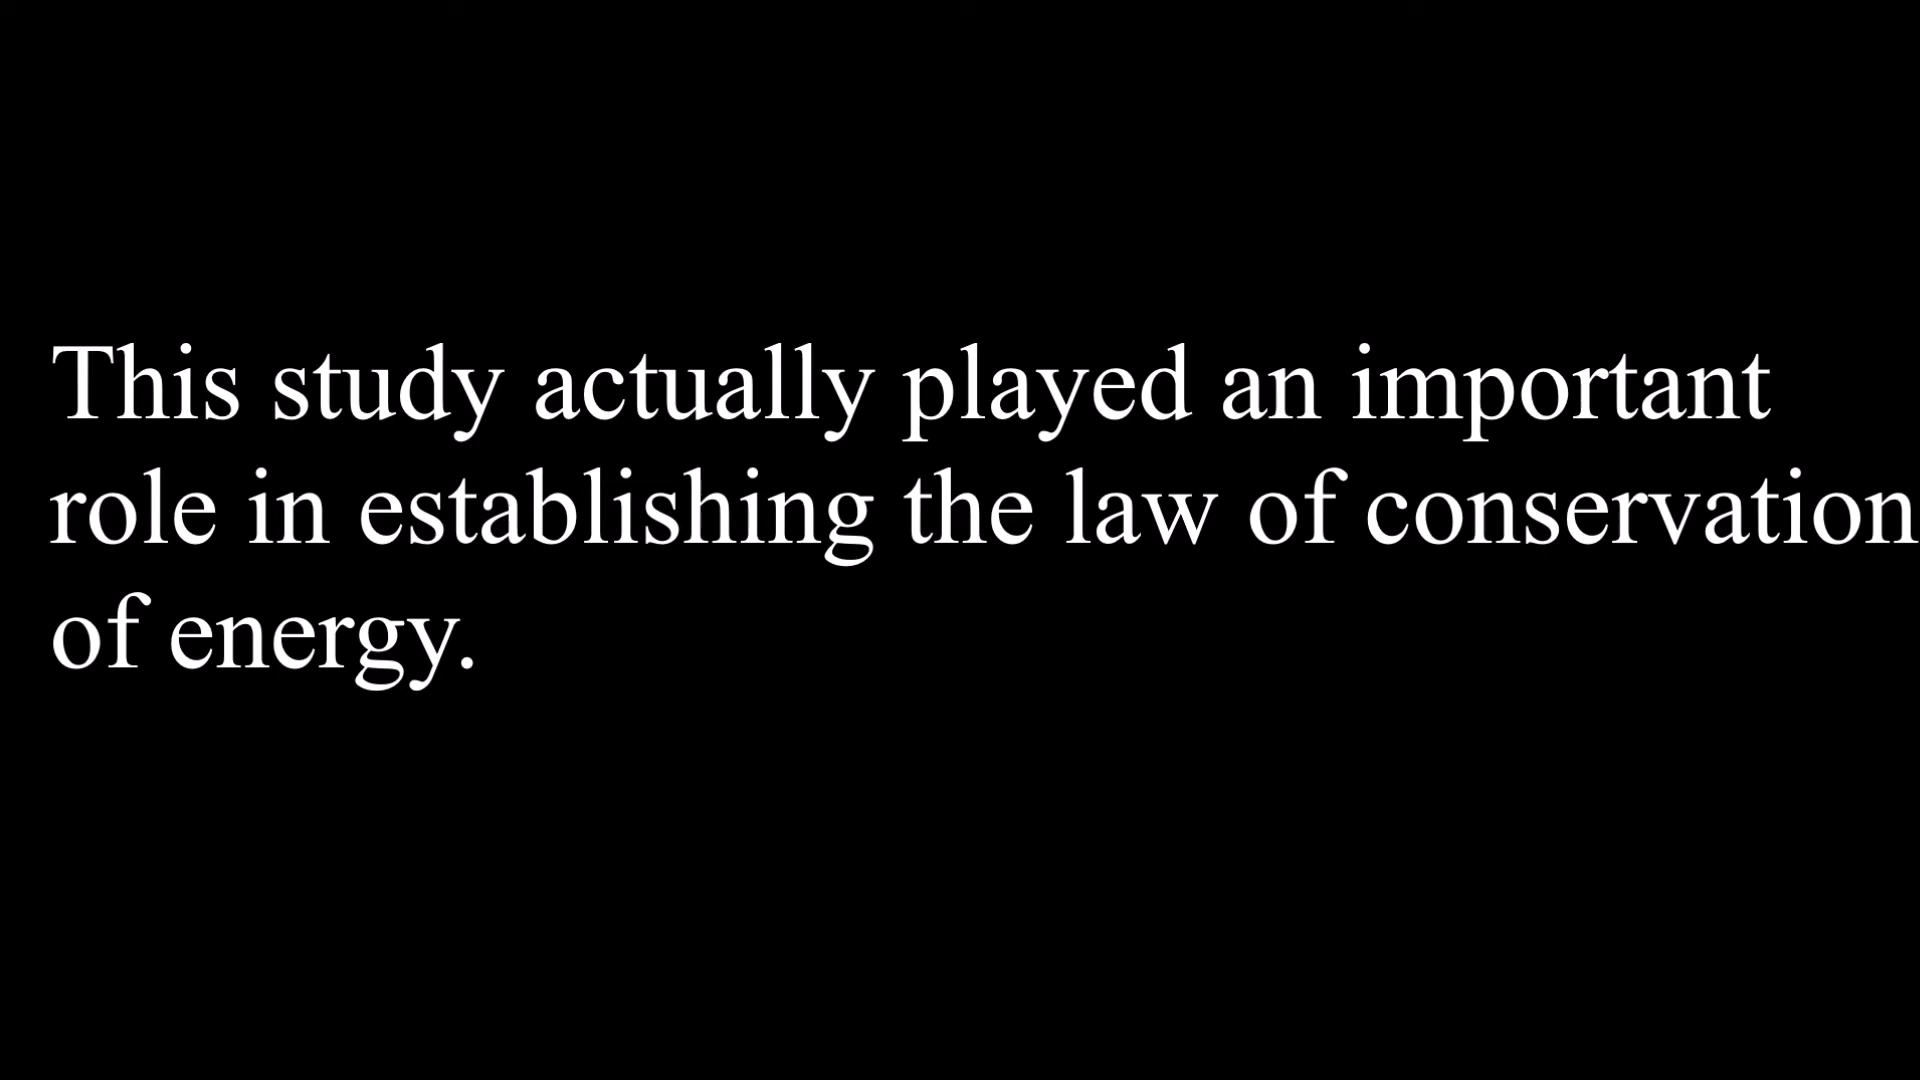 This study actually played an important
role in establishing the law of conservation
of energy.